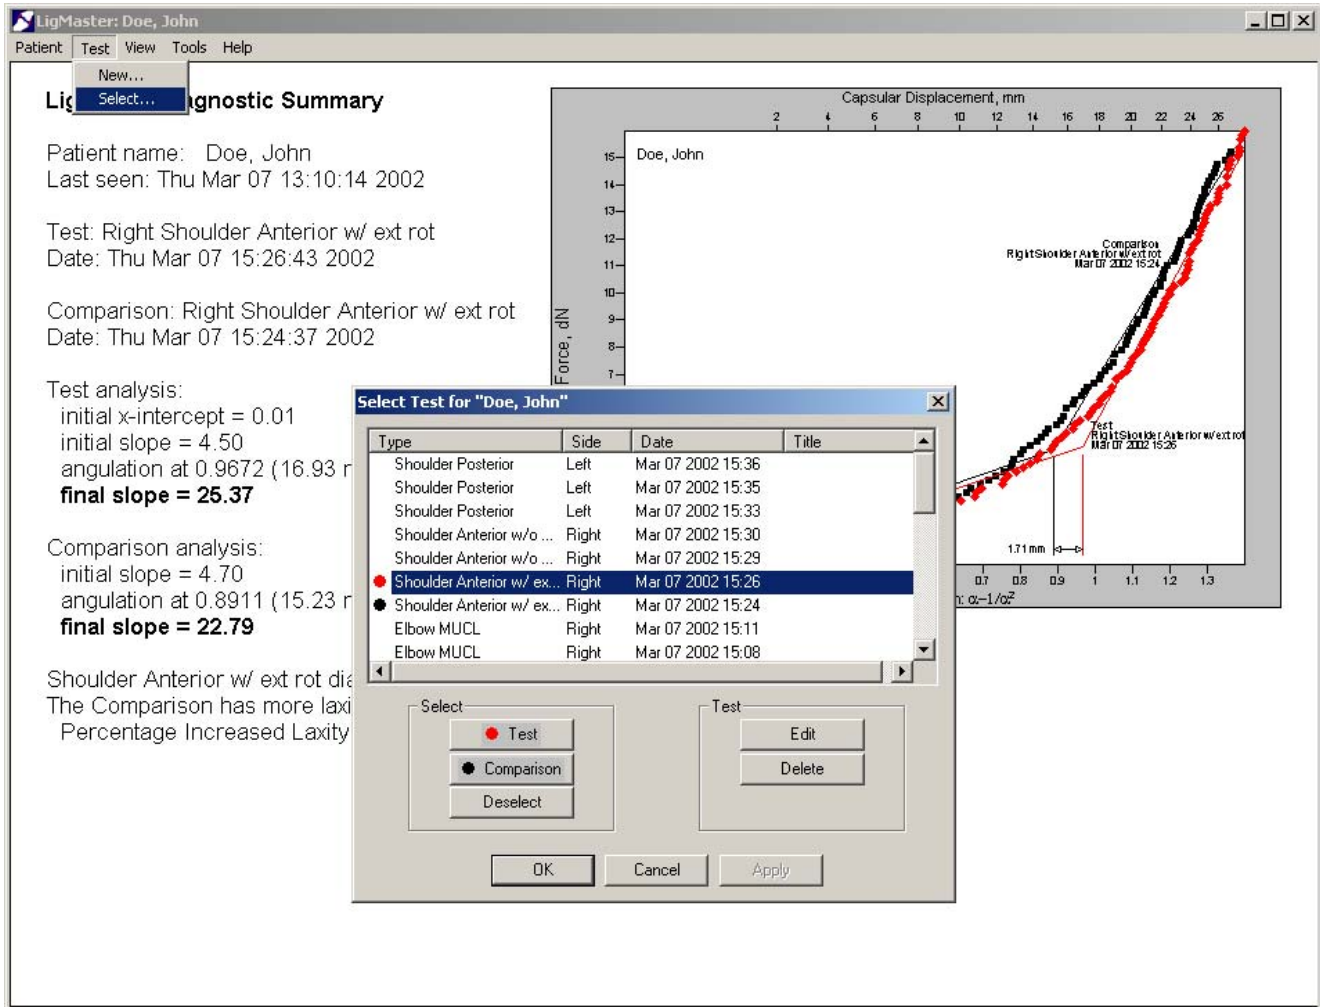 LigMaster: Doe, John
Patient Test View Tools Help
New...
Select...
Lig agnostic Summary
Patient name: Doe, John
Last seen: Thu Mar 07 13:10:14 2002
Test: Right Shoulder Anterior w/ ext rot
Date: Thu Mar 07 15:26:43 2002
Comparison: Right Shoulder Anterior w/ ext rot
Date: Thu Mar 07 15:24:37 2002
Test analysis:
initial x-intercept = 0.01
initial slope = 4.50
angulation at 0.9672 (16.93 r
final slope = 25.37
Comparison analysis:
initial slope = 4.70
angulation at 0.8911 (15.23 r
final slope = 22.79
Shoulder Anterior w/ ext rot dia
The Comparison has more laxi
Percentage Increased Laxity
Capsular Displacement, mm
2 4 6 8 10 12 14 16 18 20 22 24 26
Doe, John
15
14
13
12
11
10
9
8
7
Force, dN
Comparison
Right Shoulder Anterior w/ ext rot
Mar 07 2002 15:24
Test
Right Shoulder Anterior w/ ext rot
Mar 07 2002 15:26
1.71 mm
0.7 0.8 0.9 1 1.1 1.2 1.3
n: α-1/α²
Select Test for "Doe, John"
Type Side Date Title
Shoulder Posterior Left Mar 07 2002 15:36
Shoulder Posterior Left Mar 07 2002 15:35
Shoulder Posterior Left Mar 07 2002 15:33
Shoulder Anterior w/o ... Right Mar 07 2002 15:30
Shoulder Anterior w/o ... Right Mar 07 2002 15:29
Shoulder Anterior w/ ex... Right Mar 07 2002 15:26
Shoulder Anterior w/ ex... Right Mar 07 2002 15:24
Elbow MUCL Right Mar 07 2002 15:11
Elbow MUCL Right Mar 07 2002 15:08
Select
Test
Comparison
Deselect
Test
Edit
Delete
OK Cancel Apply